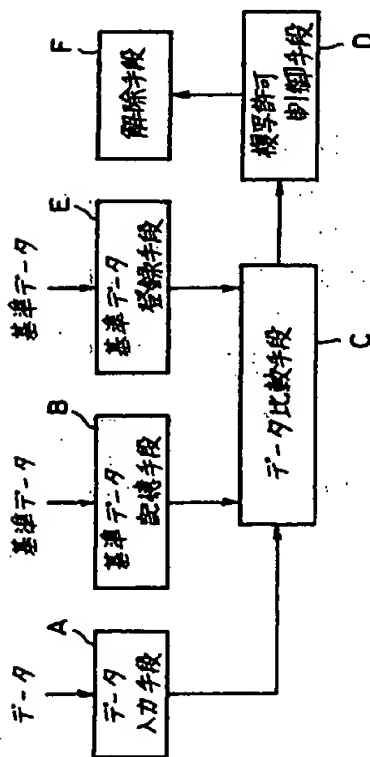 データ
A
データ
入力手段
基準データ
B
基準データ
記憶手段
基準データ
E
基準データ
登録手段
F
解除手段
データ比較手段
C
複写許可
制御手段
D